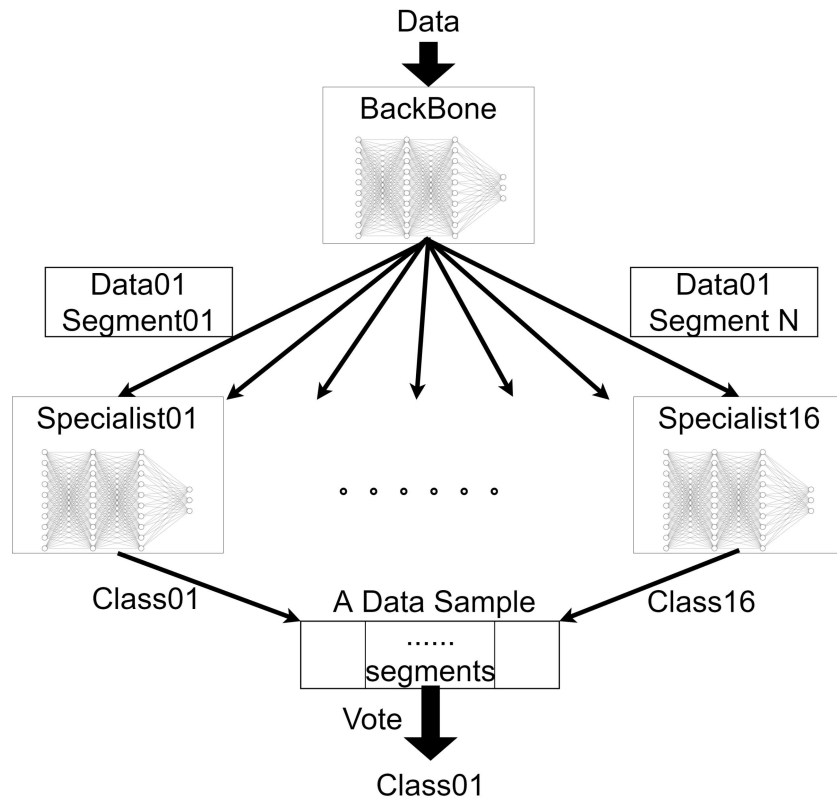 Data
BackBone
Data01
Segment01
Data01
Segment N
Specialist01
Specialist16
Class01
A Data Sample
Class16
......
segments
Vote
Class01